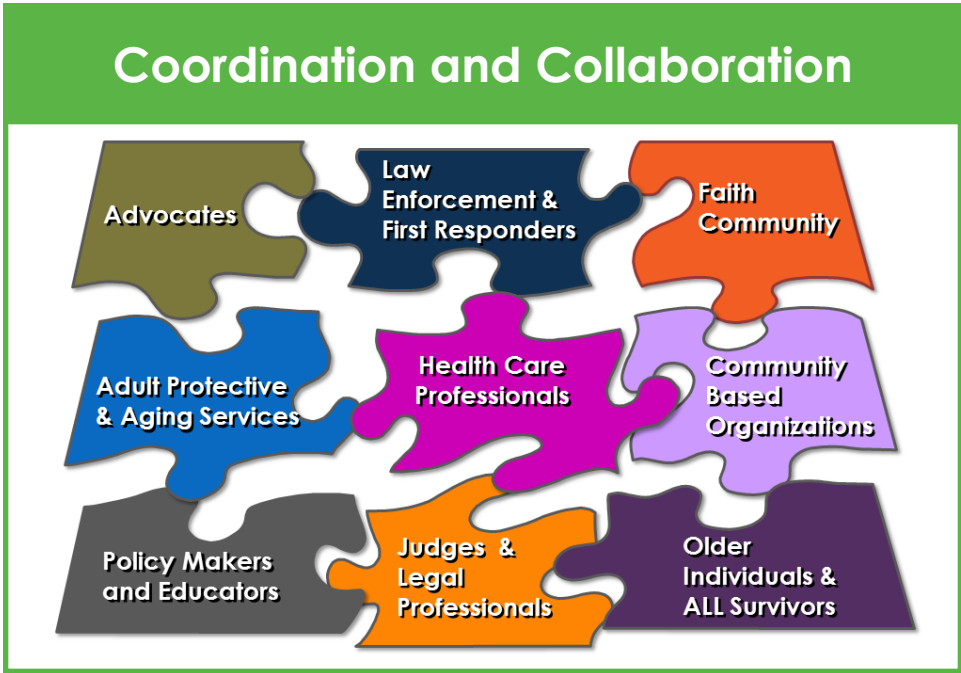 Coordination and Collaboration
Advocates
Law
Enforcement &
First Responders
Faith
Community
Adult Protective
& Aging Services
Health Care
Professionals
Community
Based
Organizations
Policy Makers
and Educators
Judges &
Legal
Professionals
Older
Individuals &
ALL Survivors